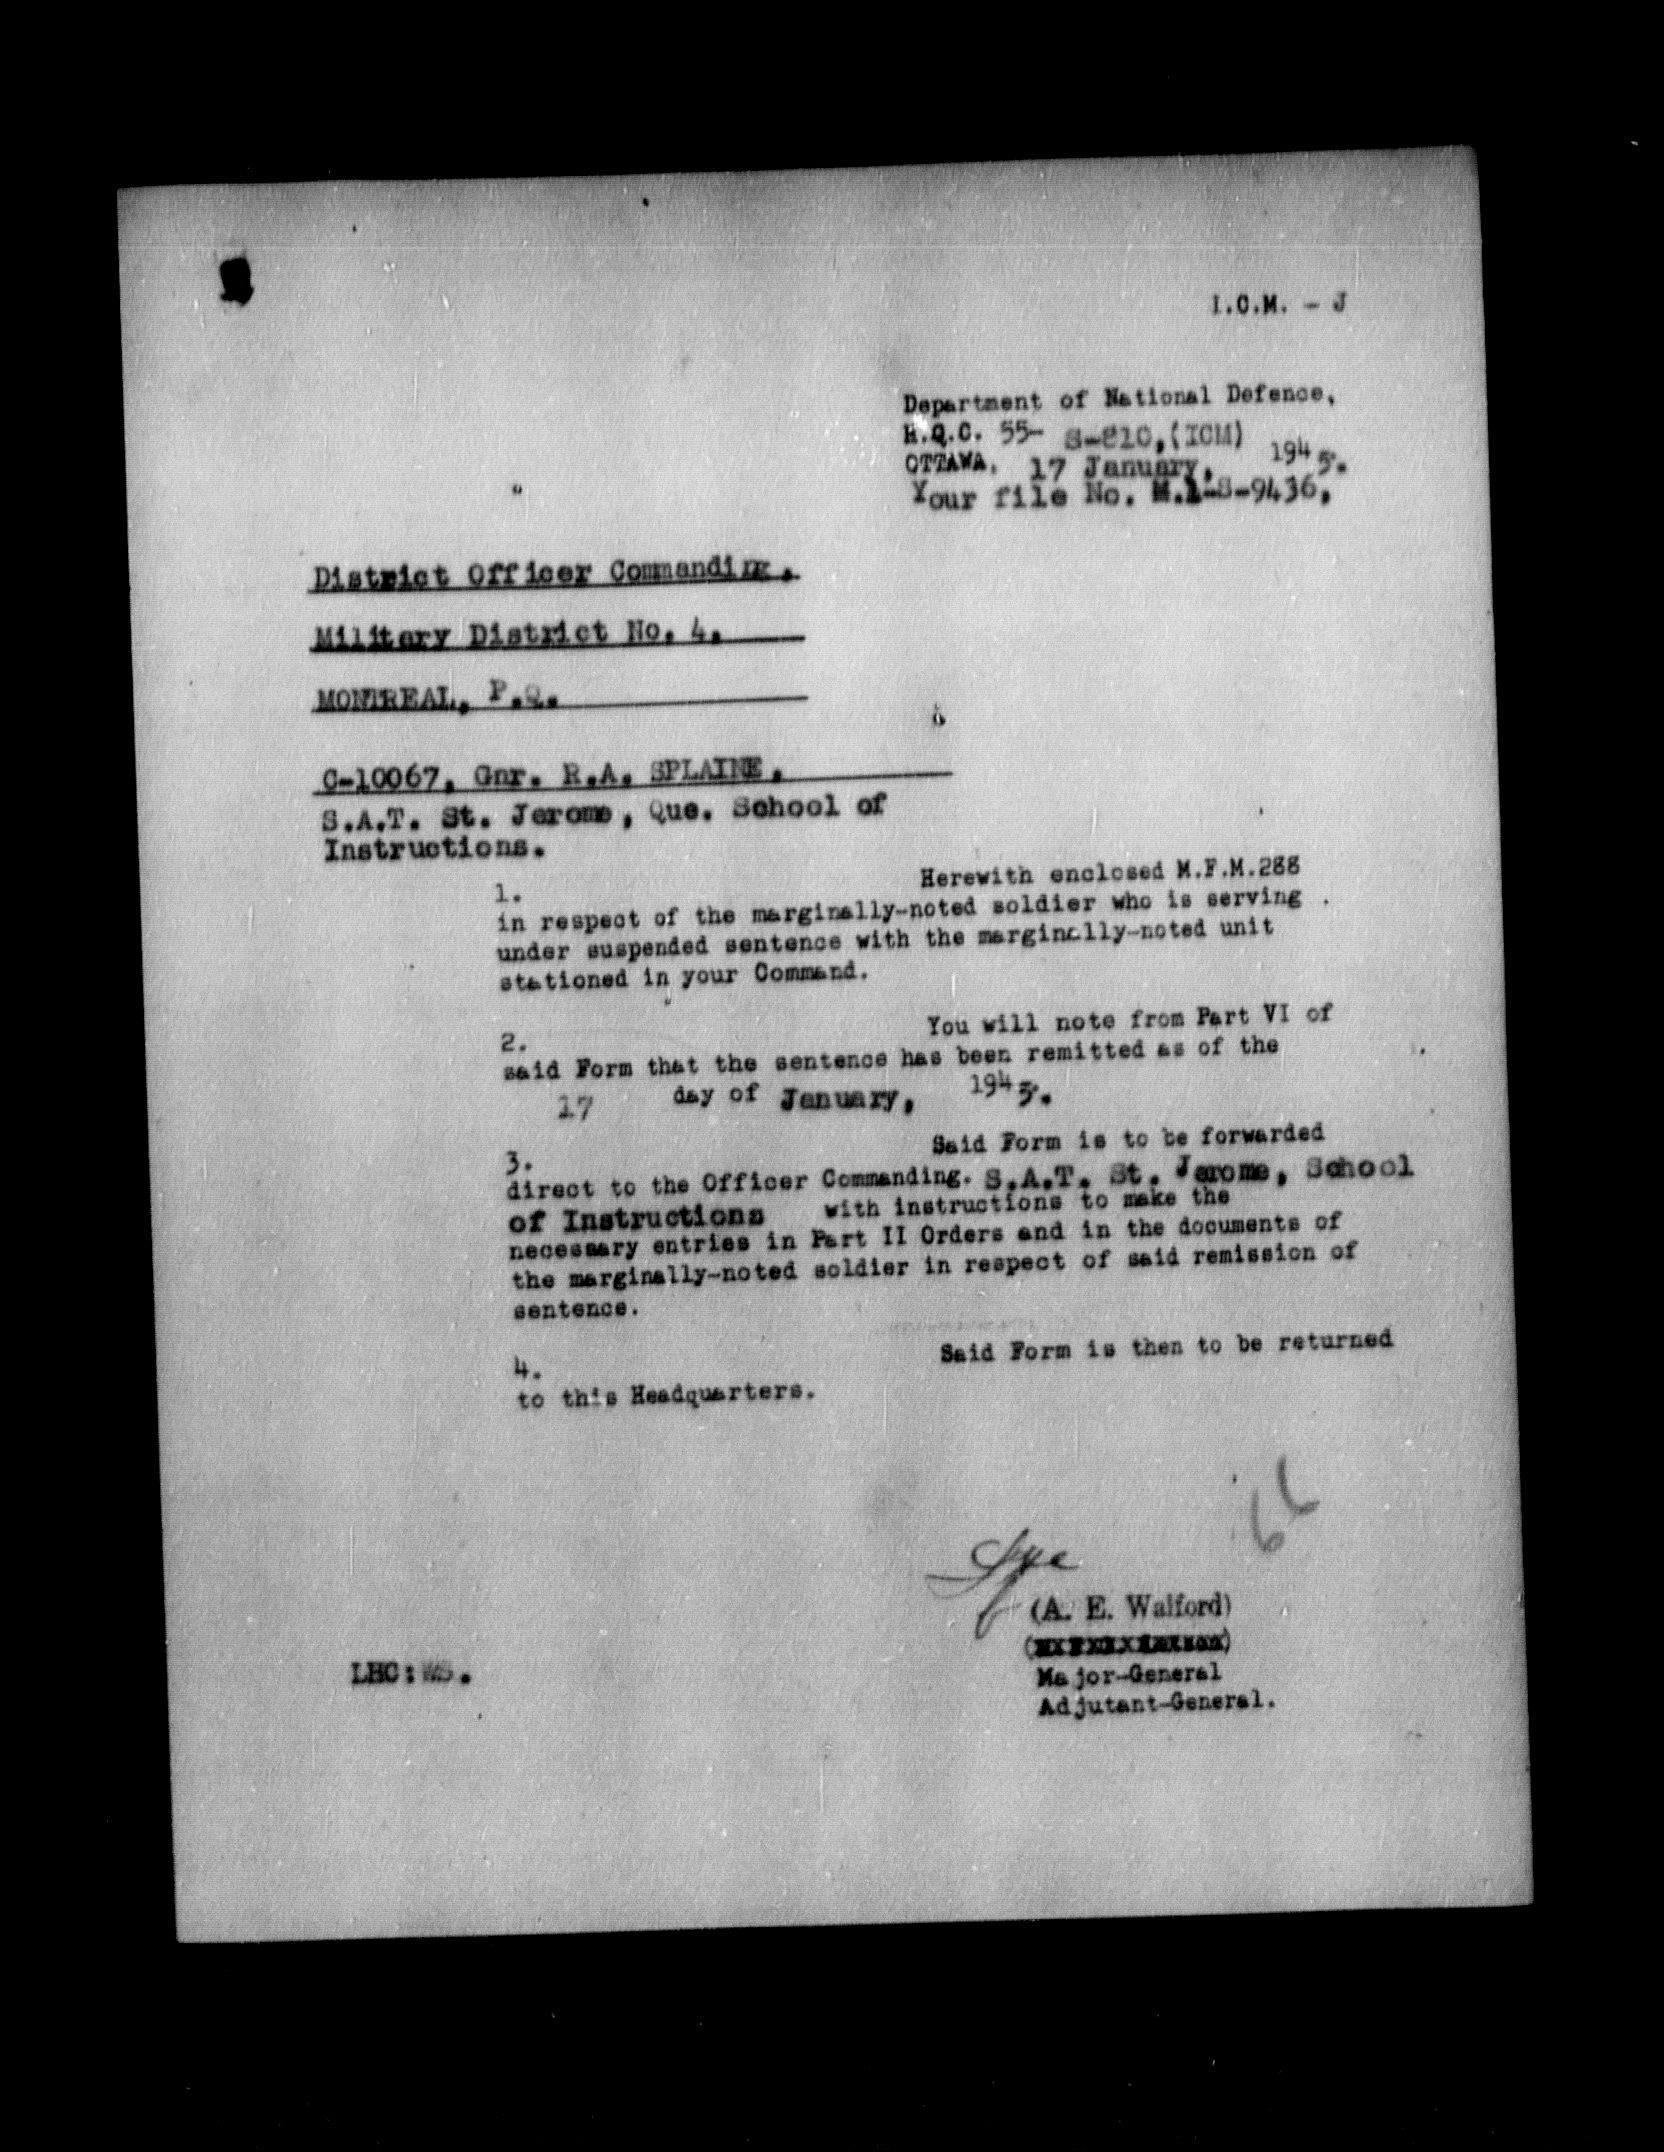 I.C.M. - J
Department of National Defence,
H.Q.C. 55- S-810,(ICM)
OTTAWA, 17 January, 1945.
Your file No. M.1-S-9436,
District Officer Commanding,
Military District No. 4,
MONTREAL, P.Q.
C-10067, Gnr. R.A. SPLAINE,
S.A.T. St. Jerome, Que. School of
Instructions.
1. Herewith enclosed M.F.M.288
in respect of the marginally-noted soldier who is serving
under suspended sentence with the marginally-noted unit
stationed in your Command.
2. You will note from Part VI of
said Form that the sentence has been remitted as of the
17 day of January, 1945.
3. Said Form is to be forwarded
direct to the Officer Commanding. S.A.T. St. Jerome, School
of Instructions with instructions to make the
necessary entries in Part II Orders and in the documents of
the marginally-noted soldier in respect of said remission of
sentence.
4. Said Form is then to be returned
to this Headquarters.
66
(A. E. Walford)
Major-General
Adjutant-General.
LHC:WS.